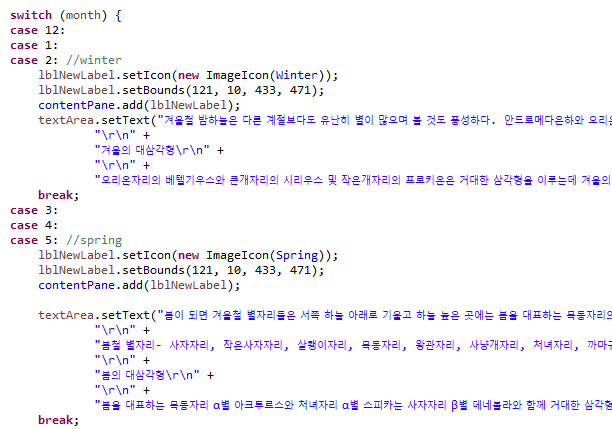 switch (month) {
case 12:
case 1:
case 2: //winter
lblNewLabel.setIcon(new ImageIcon(Winter));
lblNewLabel.setBounds(121, 10, 433, 471);
contentPane.add(lblNewLabel);
textArea.setText("겨울철 밤하늘은 다른 계절보다도 유난히 별이 많으며 볼 것도 풍성하다. 안드로메다은하와 오리온
"\r\n" +
"겨울의 대삼각형\r\n" +
"\r\n" +
"오리온자리의 베텔기우스와 큰개자리의 시리우스 및 작은개자리의 프로키온은 거대한 삼각형을 이루는데 겨울의
break;
case 3:
case 4:
case 5: //spring
lblNewLabel.setIcon(new ImageIcon(Spring));
lblNewLabel.setBounds(121, 10, 433, 471);
contentPane.add(lblNewLabel);
textArea.setText("봄이 되면 겨울철 별자리들은 서쪽 하늘 아래로 기울고 하늘 높은 곳에는 봄을 대표하는 목동자리의
"\r\n" +
"봄철 별자리- 사자자리, 작은사자자리, 살쾡이자리, 목동자리, 왕관자리, 사냥개자리, 처녀자리, 까마귀
"\r\n" +
"봄의 대삼각형\r\n" +
"\r\n" +
"봄을 대표하는 목동자리 α별 아크투르스와 처녀자리 α별 스피카는 사자자리 β별 데네볼라와 함께 거대한 삼각형
break;